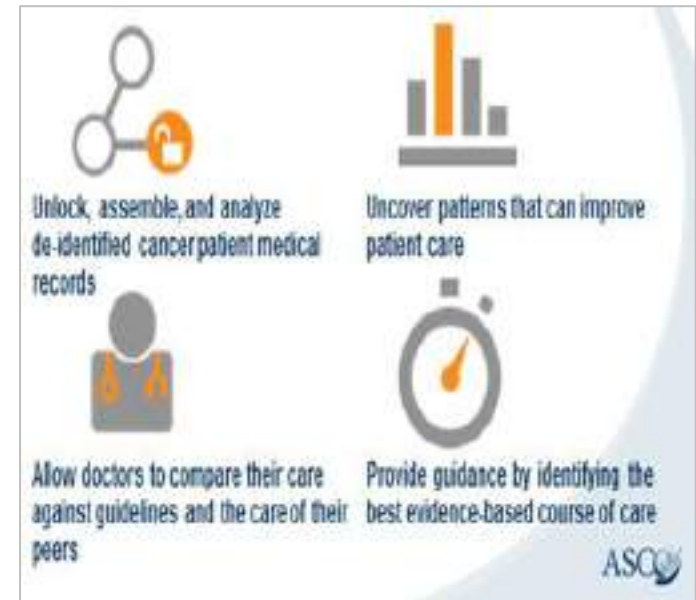 Unlock, assemble, and analyze
de-identified cancer patient medical
records
Uncover patterns that can improve
patient care
Allow doctors to compare their care
against guidelines and the care of their
peers
Provide guidance by identifying the
best evidence-based course of care
ASCO